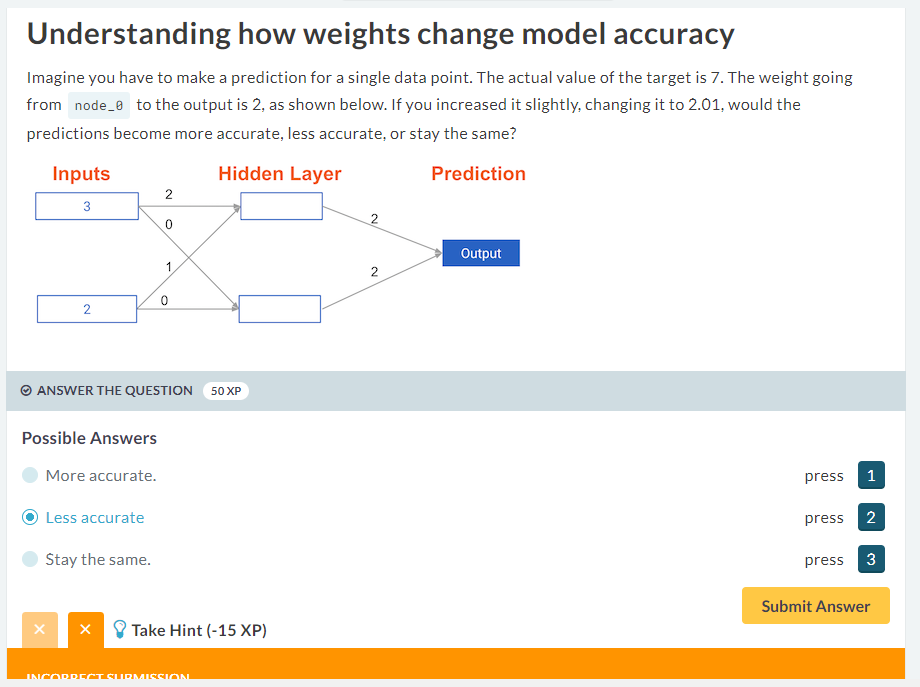 Understanding how weights change model accuracy
Imagine you have to make a prediction for a single data point. The actual value of the target is 7. The weight going
from node_0 to the output is 2, as shown below. If you increased it slightly, changing it to 2.01, would the
predictions become more accurate, less accurate, or stay the same?
Inputs Hidden Layer Prediction
2
3
0
2
Output
1
2
0
2
ANSWER THE QUESTION 50 XP
Possible Answers
More accurate. press 1
Less accurate press 2
Stay the same. press 3
Submit Answer
Take Hint (-15 XP)
INCORRECT SUBMISSION